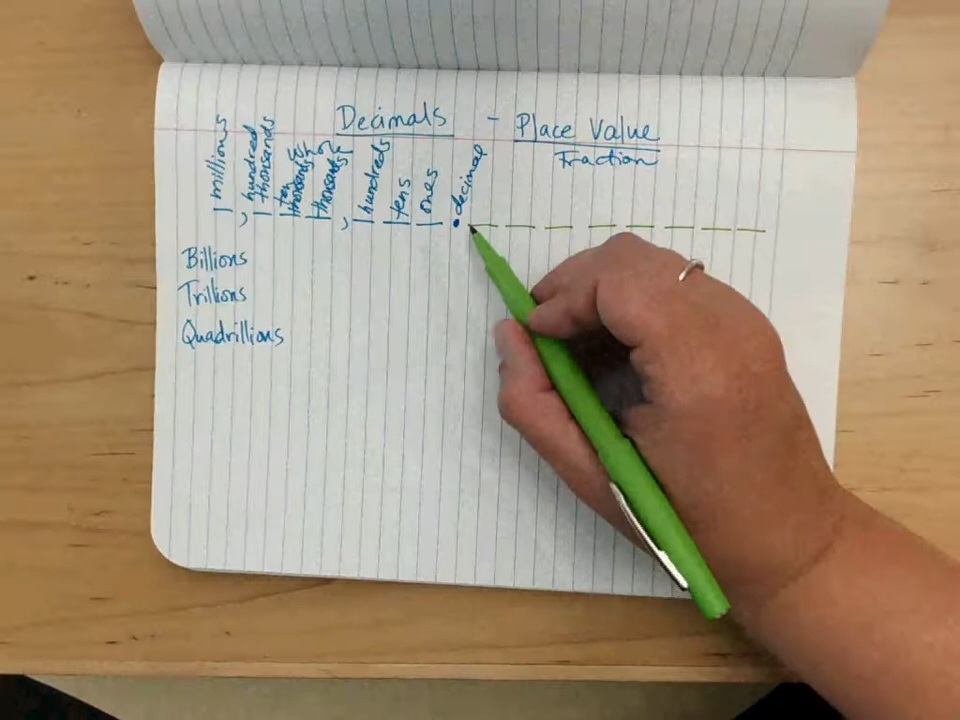 Decimals - Place Value
Fraction
millions , hundred thousands ten thousands thousands , hundreds tens ones . decimal
Billions
Trillions
Quadrillions